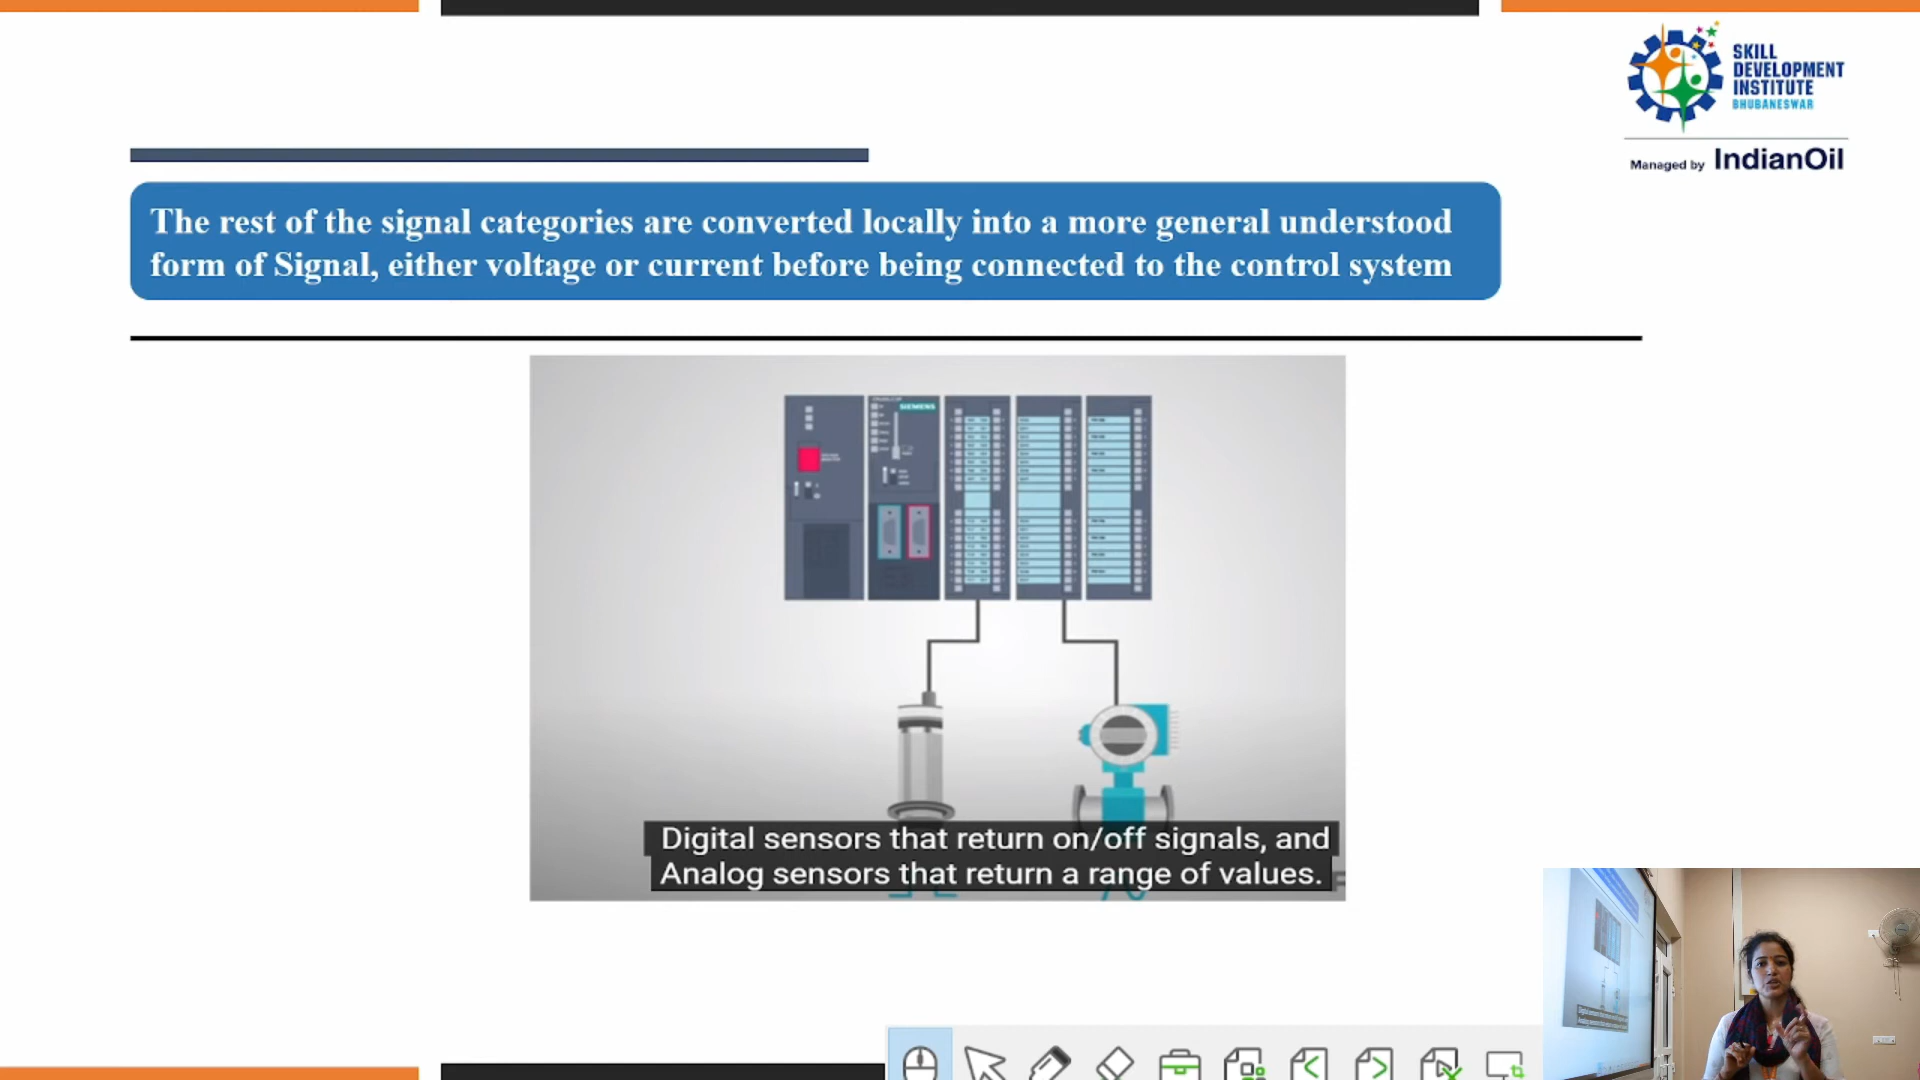 SKILL
DEVELOPMENT
INSTITUTE
BHUBANESWAR
Managed by IndianOil
The rest of the signal categories are converted locally into a more general understood
form of Signal, either voltage or current before being connected to the control system
SIEMENS
Digital sensors that return on/off signals, and
Analog sensors that return a range of values.